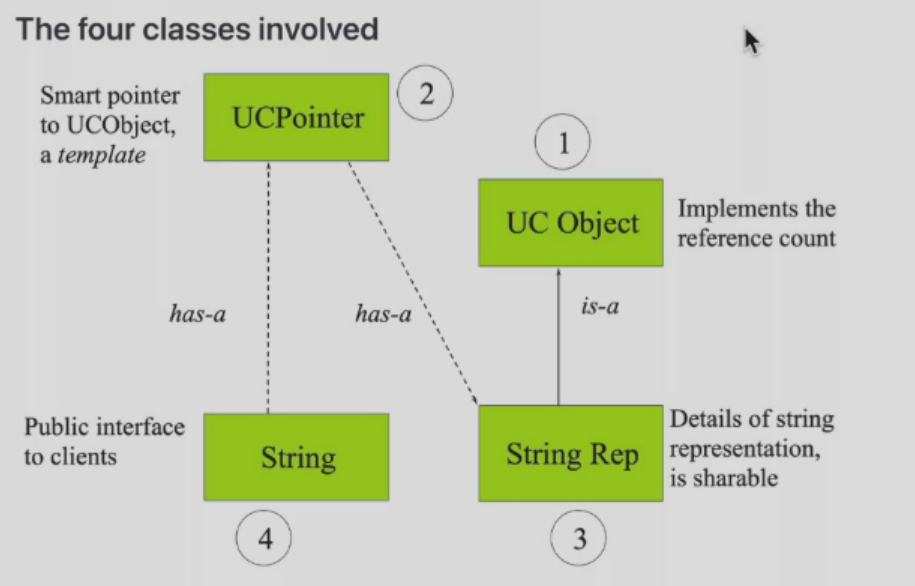 The four classes involved
Smart pointer
to UCObject,
a template
UCPointer
2
1
UC Object
Implements the
reference count
has-a
has-a
is-a
Public interface
to clients
String
4
String Rep
Details of string
representation,
is sharable
3